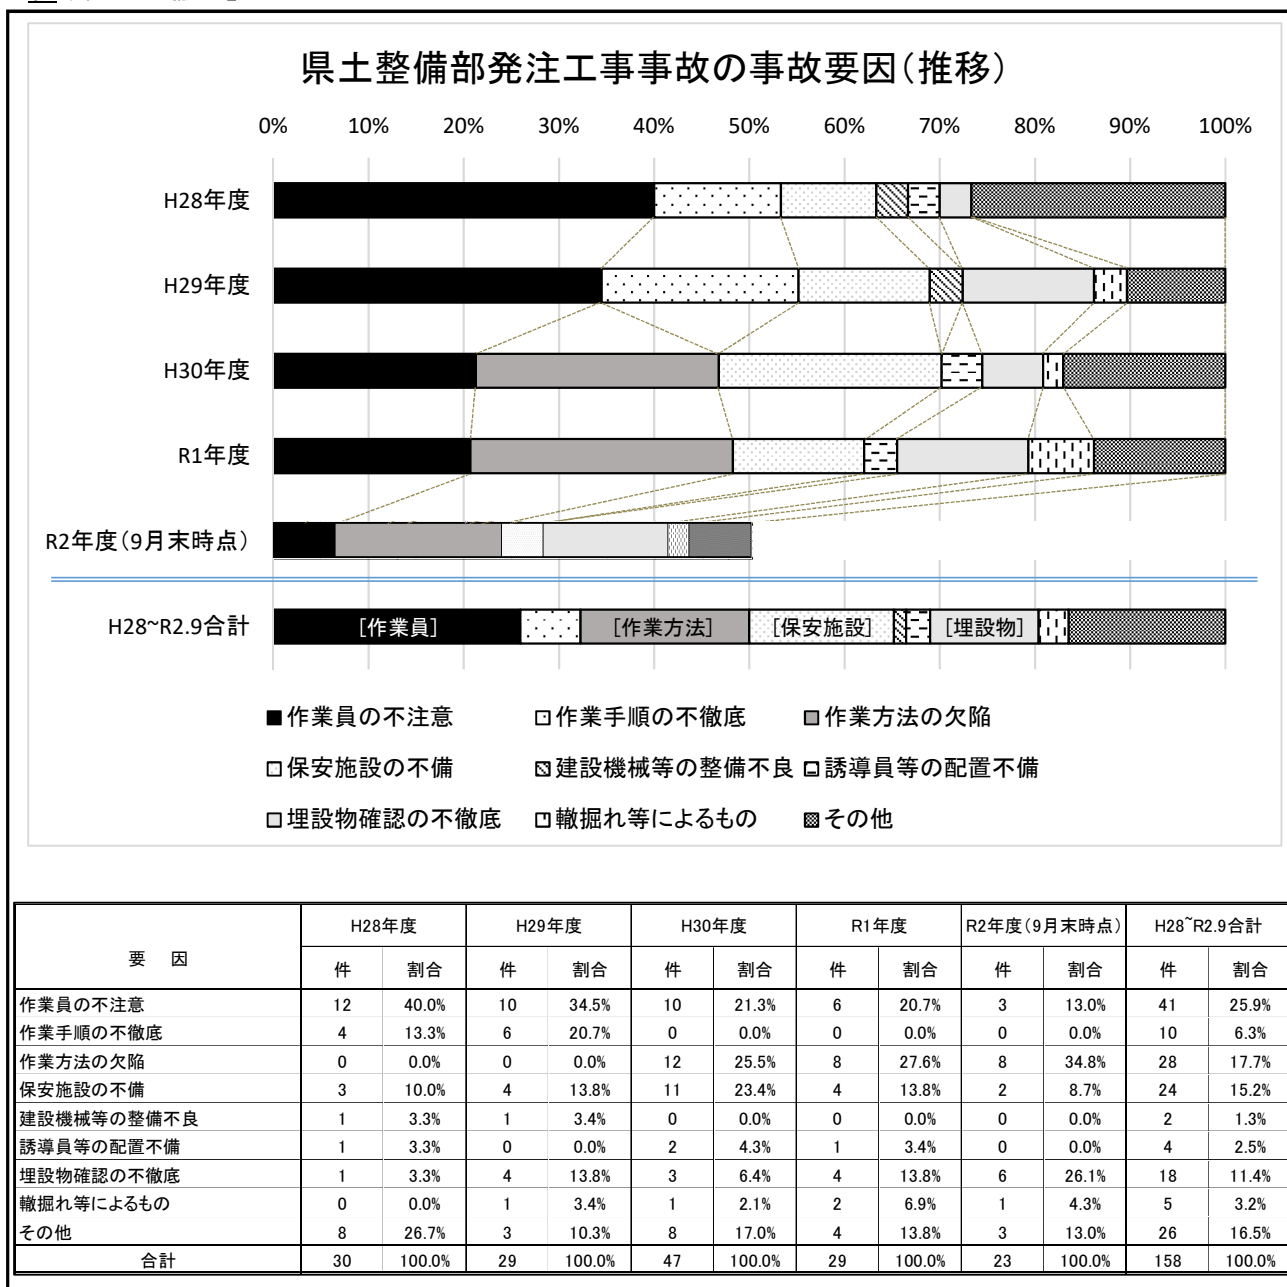 県土整備部発注工事事故の事故要因(推移)
0% 10% 20% 30% 40% 50% 60% 70% 80% 90% 100%
H28年度
H29年度
H30年度
R1年度
R2年度(9月末時点)
H28~R2.9合計 [作業員] [作業方法] [保安施設] [埋設物]
作業員の不注意 作業手順の不徹底 作業方法の欠陥
保安施設の不備 建設機械等の整備不良 誘導員等の配置不備
埋設物確認の不徹底 轍掘れ等によるもの その他
要 因 H28年度 H29年度 H30年度 R1年度 R2年度(9月末時点) H28~R2.9合計
件 割合 件 割合 件 割合 件 割合 件 割合 件 割合
作業員の不注意 12 40.0% 10 34.5% 10 21.3% 6 20.7% 3 13.0% 41 25.9%
作業手順の不徹底 4 13.3% 6 20.7% 0 0.0% 0 0.0% 0 0.0% 10 6.3%
作業方法の欠陥 0 0.0% 0 0.0% 12 25.5% 8 27.6% 8 34.8% 28 17.7%
保安施設の不備 3 10.0% 4 13.8% 11 23.4% 4 13.8% 2 8.7% 24 15.2%
建設機械等の整備不良 1 3.3% 1 3.4% 0 0.0% 0 0.0% 0 0.0% 2 1.3%
誘導員等の配置不備 1 3.3% 0 0.0% 2 4.3% 1 3.4% 0 0.0% 4 2.5%
埋設物確認の不徹底 1 3.3% 4 13.8% 3 6.4% 4 13.8% 6 26.1% 18 11.4%
轍掘れ等によるもの 0 0.0% 1 3.4% 1 2.1% 2 6.9% 1 4.3% 5 3.2%
その他 8 26.7% 3 10.3% 8 17.0% 4 13.8% 3 13.0% 26 16.5%
合計 30 100.0% 29 100.0% 47 100.0% 29 100.0% 23 100.0% 158 100.0%